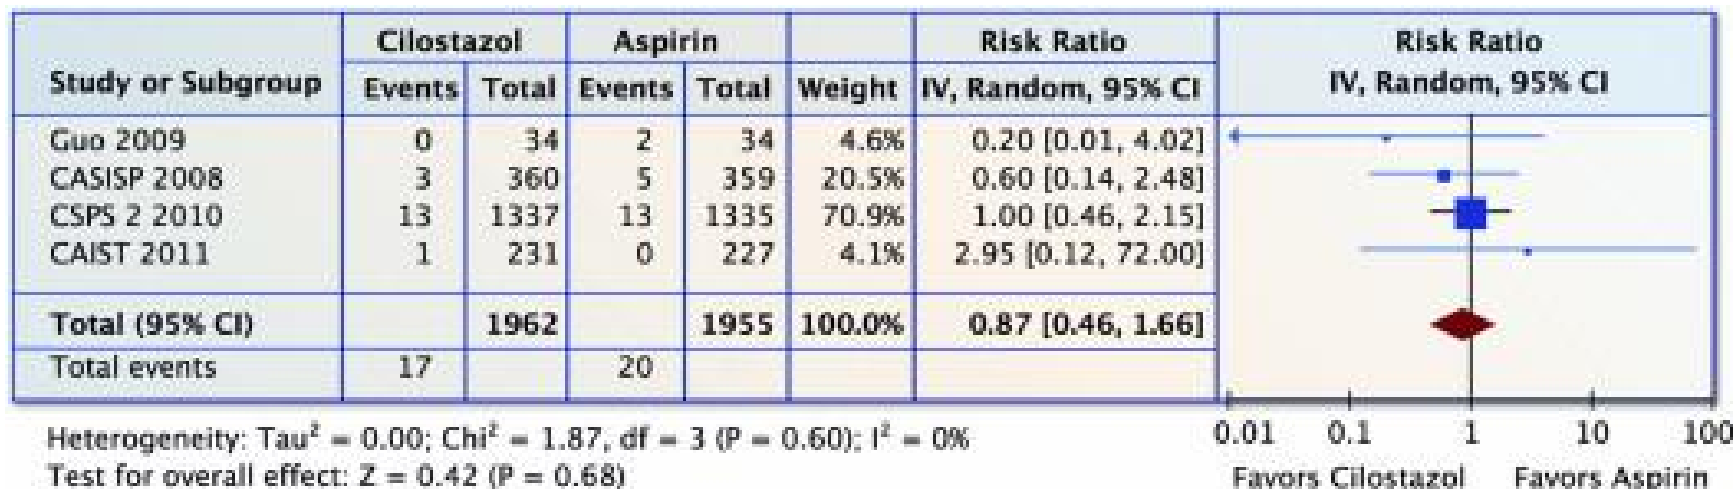 Cilostazol Aspirin Risk Ratio Risk Ratio
Study or Subgroup Events Total Events Total Weight IV, Random, 95% CI IV, Random, 95% CI
Guo 2009 0 34 2 34 4.6% 0.20 [0.01, 4.02]
CASISP 2008 3 360 5 359 20.5% 0.60 [0.14, 2.48]
CSPS 2 2010 13 1337 13 1335 70.9% 1.00 [0.46, 2.15]
CAIST 2011 1 231 0 227 4.1% 2.95 [0.12, 72.00]
Total (95% CI) 1962 1955 100.0% 0.87 [0.46, 1.66]
Total events 17 20
Heterogeneity: Tau² = 0.00; Chi² = 1.87, df = 3 (P = 0.60); I² = 0%
Test for overall effect: Z = 0.42 (P = 0.68)
0.01 0.1 1 10 100
Favors Cilostazol Favors Aspirin